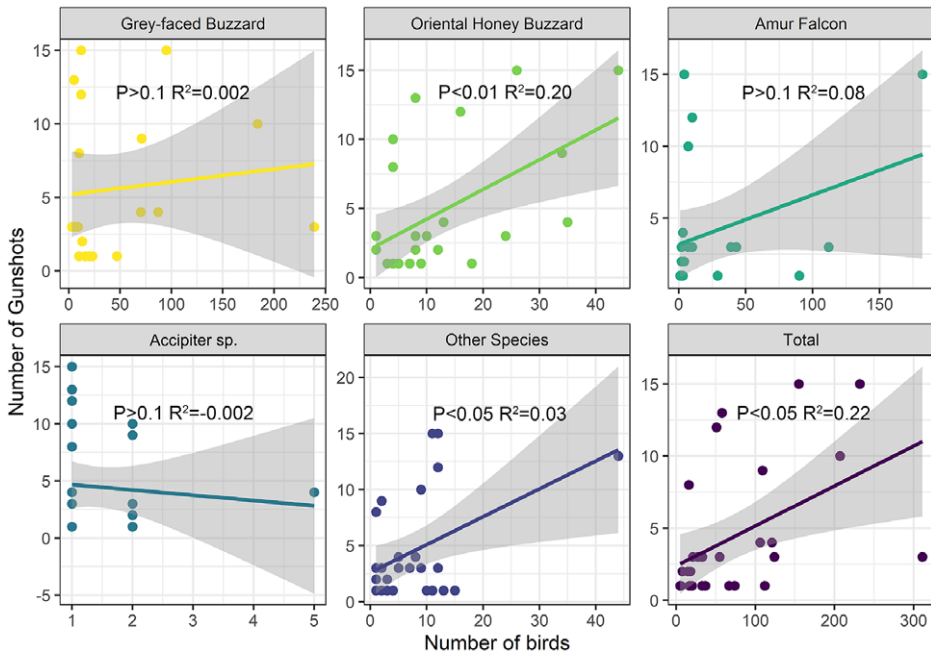 Grey-faced Buzzard
Oriental Honey Buzzard
Amur Falcon
P>0.1 R²=0.002
P<0.01 R²=0.20
P>0.1 R²=0.08
15
10
5
0
0 50 100 150 200 250
15
10
5
0
0 10 20 30 40
15
10
5
0 50 100 150
Number of Gunshots
Accipiter sp.
Other Species
Total
P>0.1 R²=-0.002
P<0.05 R²=0.03
P<0.05 R²=0.22
15
10
5
0
-5
1 2 3 4 5
20
15
10
5
0
0 10 20 30 40
15
10
5
0
0 100 200 300
Number of birds